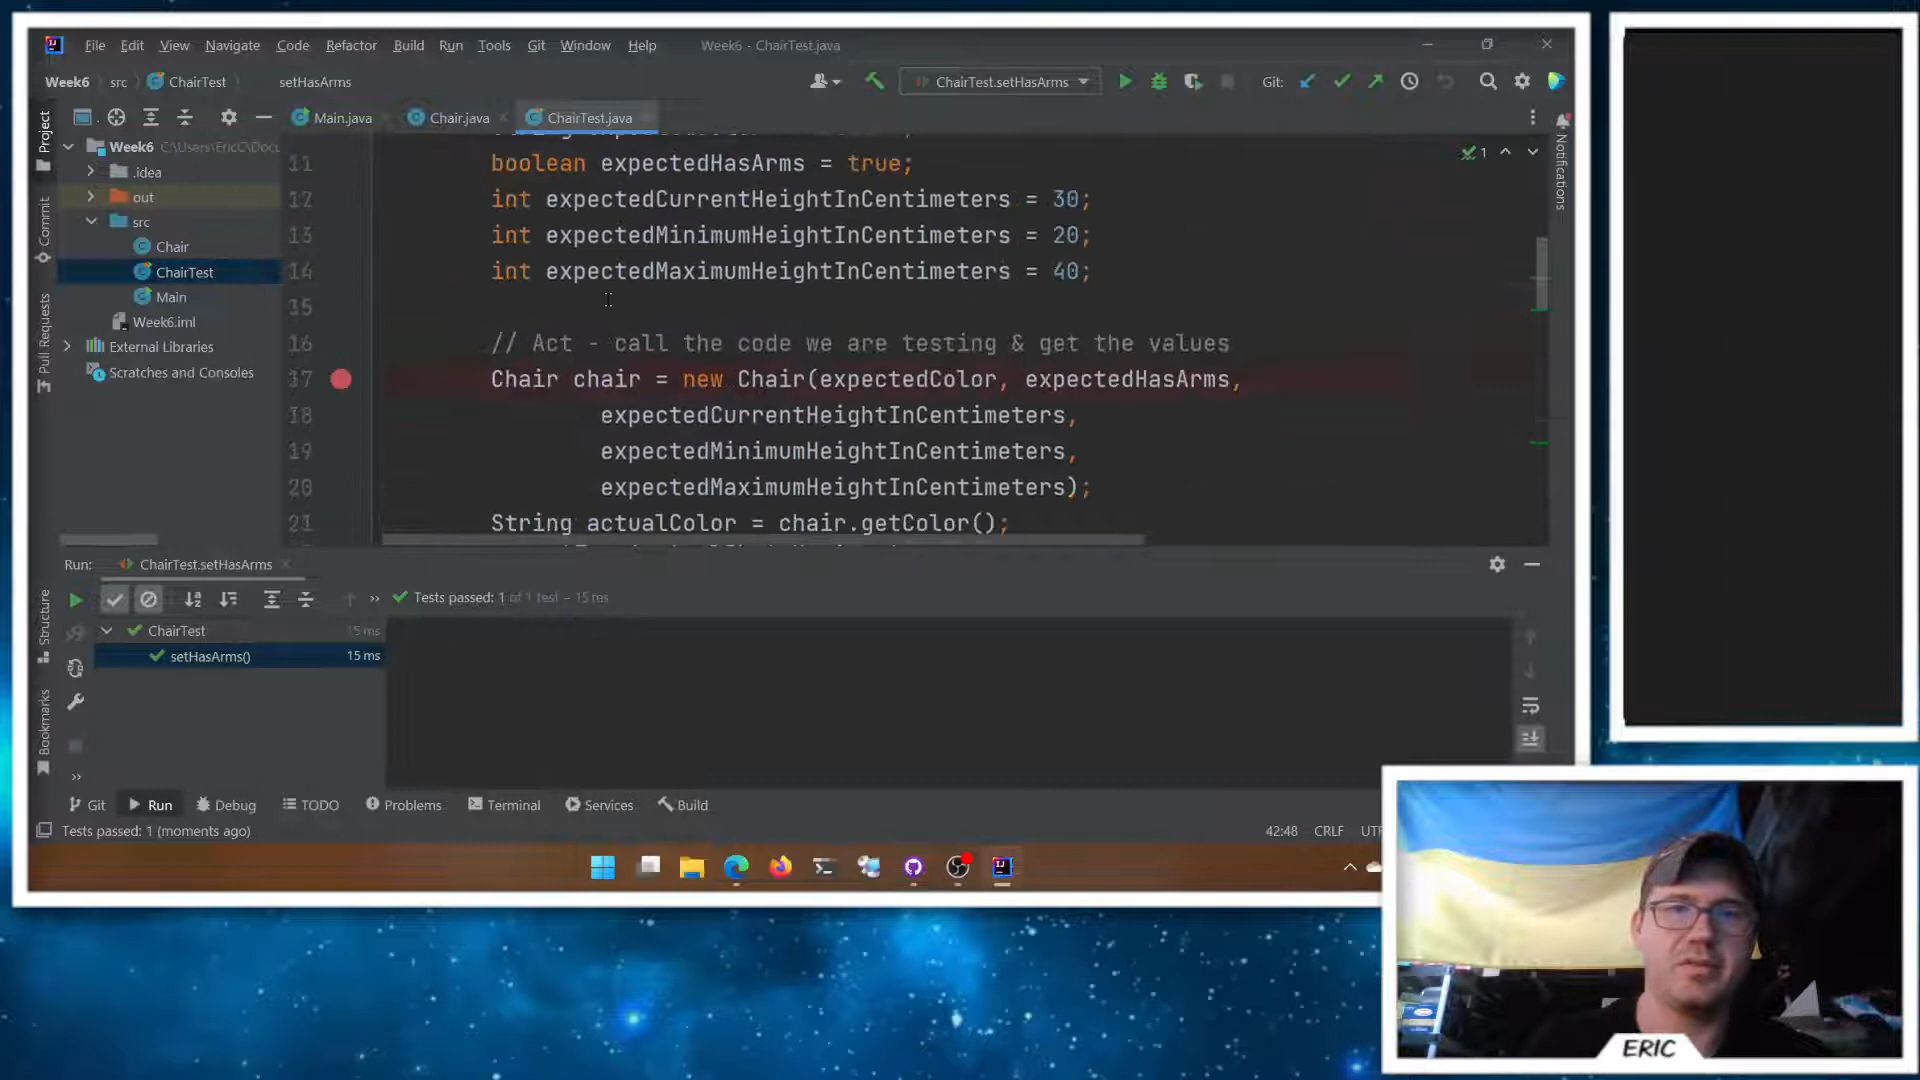 File Edit View Navigate Code Refactor Build Run Tools Git Window Help Week6 - ChairTest.java
Week6 src ChairTest setHasArms ChairTest.setHasArms Git:
Project
Commit
Pull Requests
Structure
Bookmarks
Notifications
Main.java Chair.java ChairTest.java
Week6 C:\Users\EricC\Docu
.idea
out
src
Chair
ChairTest
Main
Week6.iml
External Libraries
Scratches and Consoles
1
11 boolean expectedHasArms = true;
12 int expectedCurrentHeightInCentimeters = 30;
13 int expectedMinimumHeightInCentimeters = 20;
14 int expectedMaximumHeightInCentimeters = 40;
15
16 // Act - call the code we are testing & get the values
17 Chair chair = new Chair(expectedColor, expectedHasArms,
18 expectedCurrentHeightInCentimeters,
19 expectedMinimumHeightInCentimeters,
20 expectedMaximumHeightInCentimeters);
21 String actualColor = chair.getColor();
Run: ChairTest.setHasArms
Tests passed: 1 of 1 test – 15 ms
ChairTest 15 ms
setHasArms() 15 ms
Git Run Debug TODO Problems Terminal Services Build
Tests passed: 1 (moments ago) 42:48 CRLF UTF
ERIC